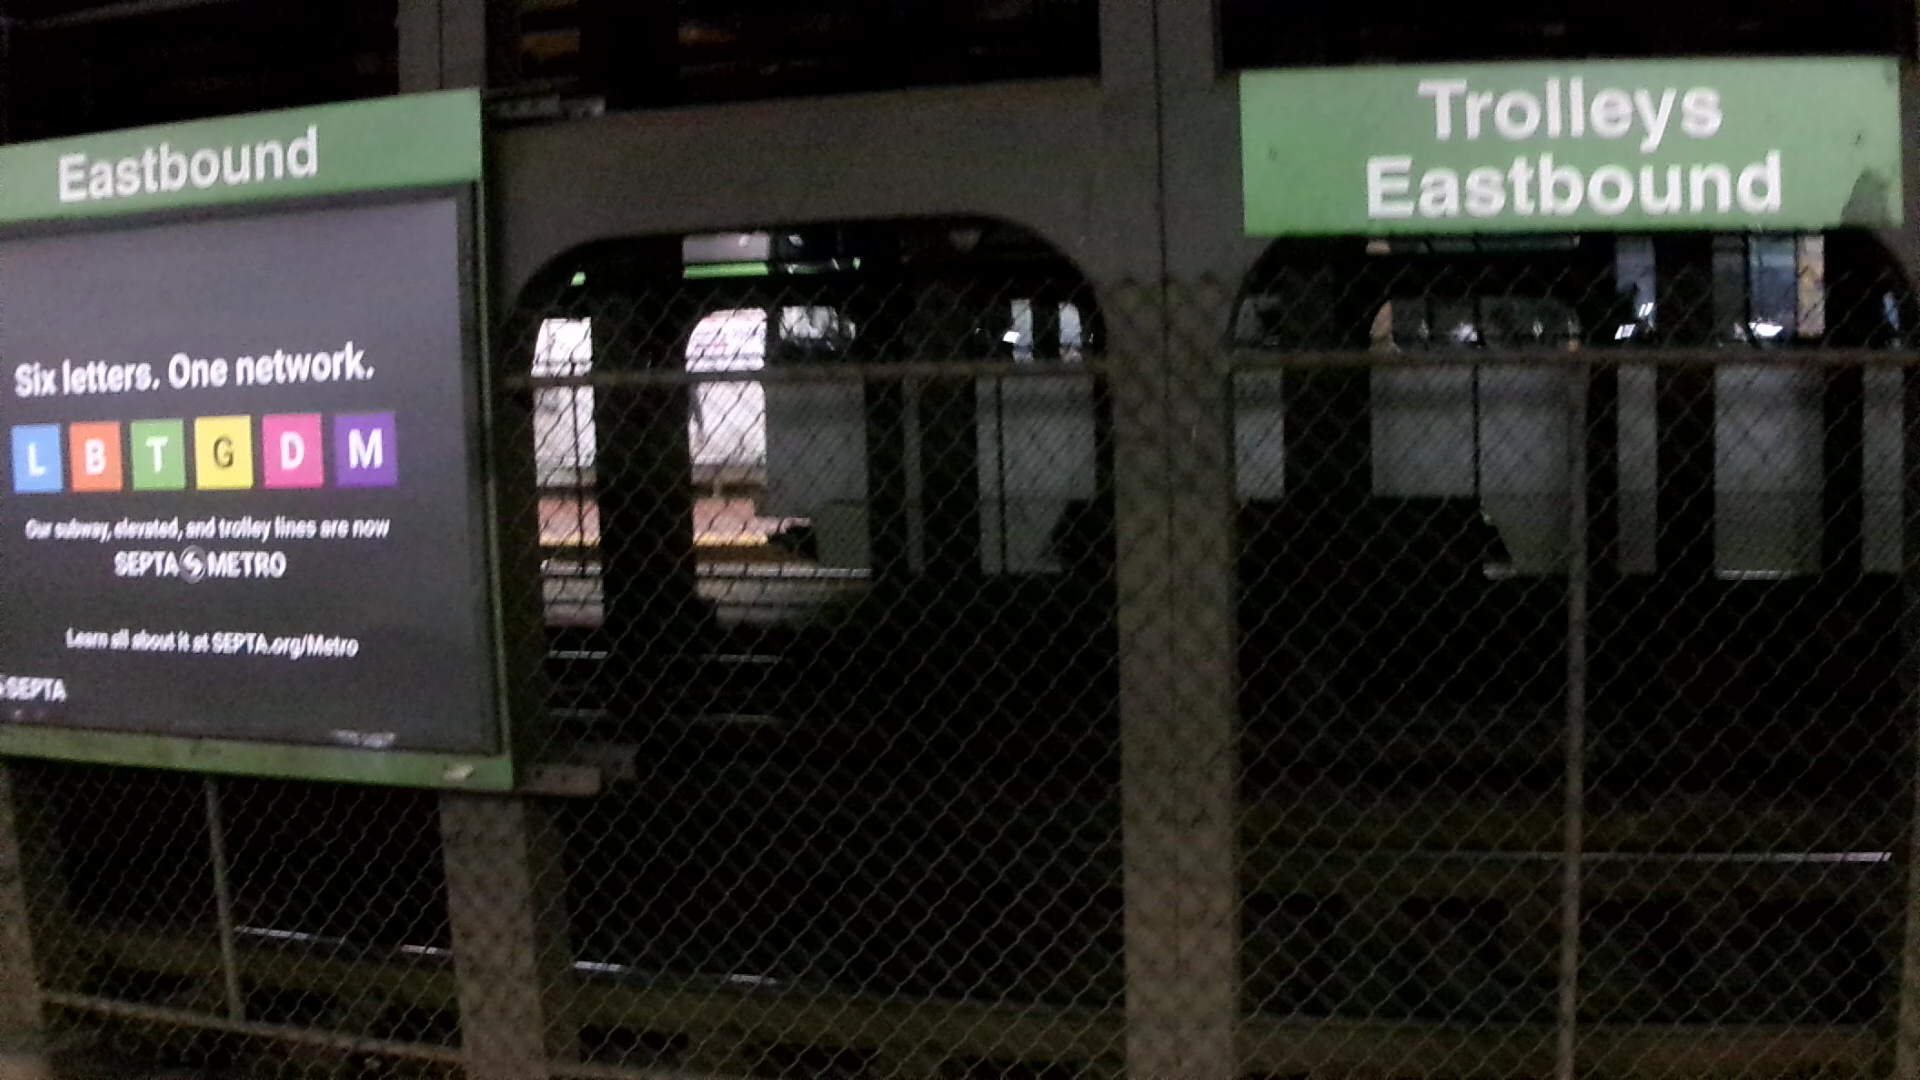 Eastbound
Six letters. One network.
L B T G D M
Our subway, elevated, and trolley lines are now
SEPTA METRO
Learn all about it at SEPTA.org/Metro
SEPTA
Trolleys
Eastbound